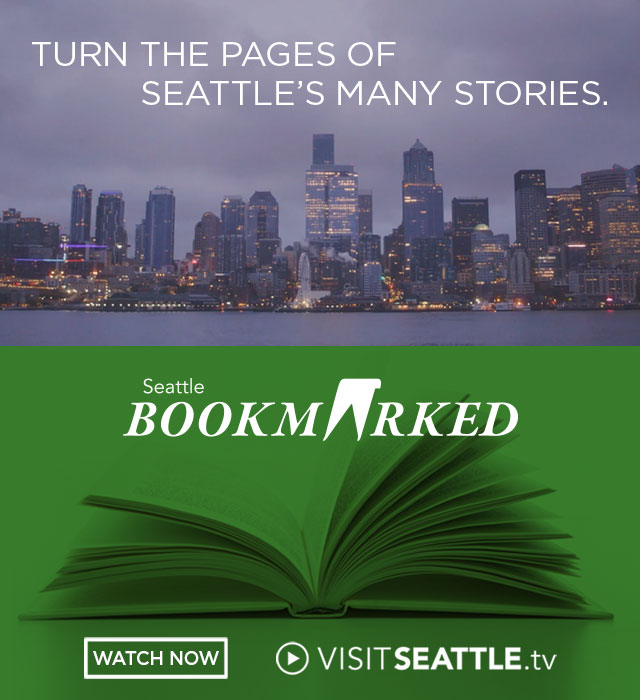 TURN THE PAGES OF
SEATTLE'S MANY STORIES.
Seattle
BOOKMARKED
WATCH NOW
VISITSEATTLE.tv